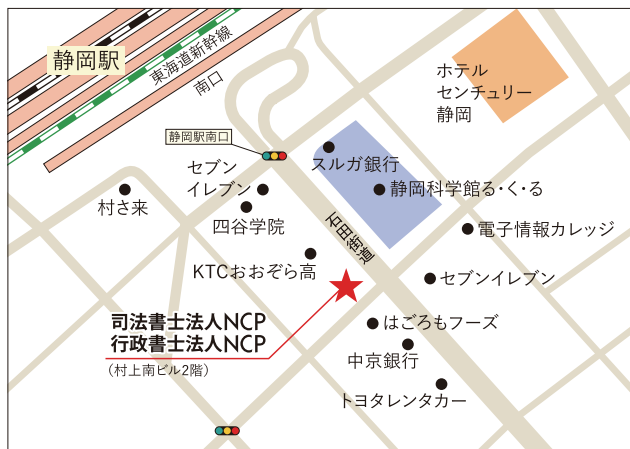 静岡駅
東海道新幹線
南口
ホテル
センチュリー
静岡
静岡駅南口
スルガ銀行
セブン
イレブン
静岡科学館る・く・る
村さ来
四谷学院
石田街道
電子情報カレッジ
KTCおおぞら高
セブンイレブン
司法書士法人NCP
行政書士法人NCP
(村上南ビル2階)
はごろもフーズ
中京銀行
トヨタレンタカー